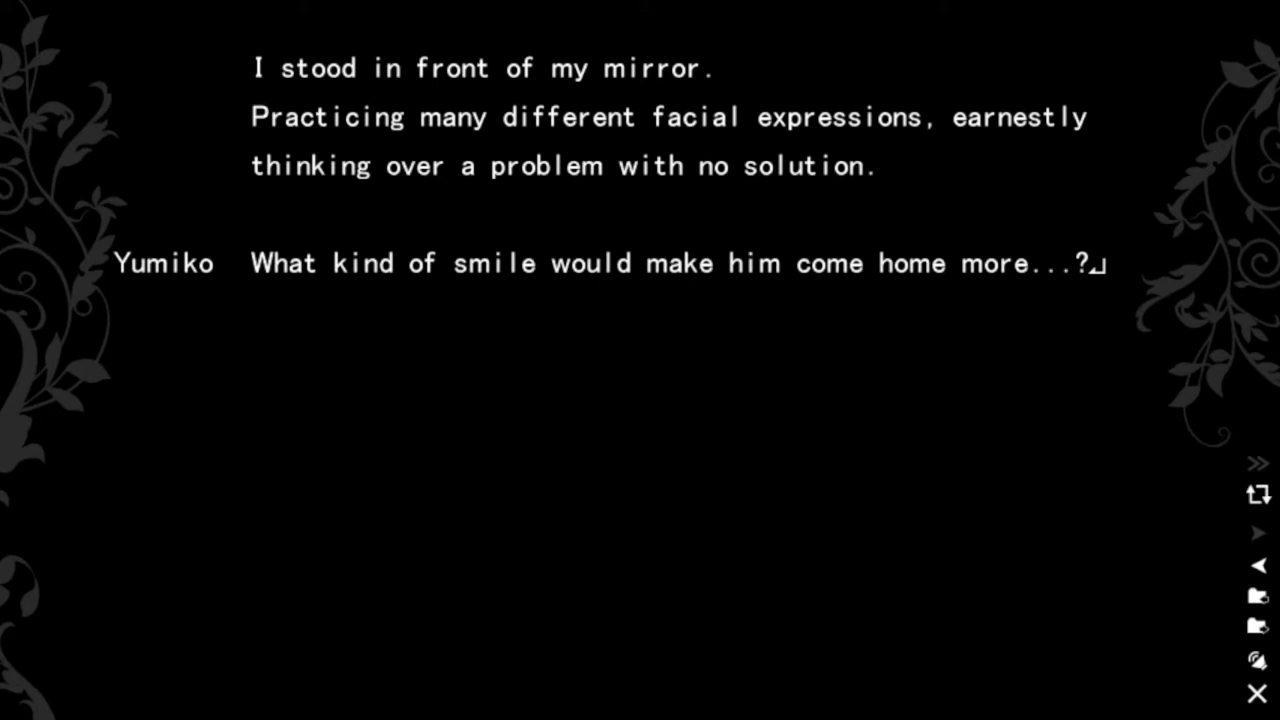 I stood in front of my mirror.
Practicing many different facial expressions, earnestly
thinking over a problem with no solution.
Yumiko What kind of smile would make him come home more...?